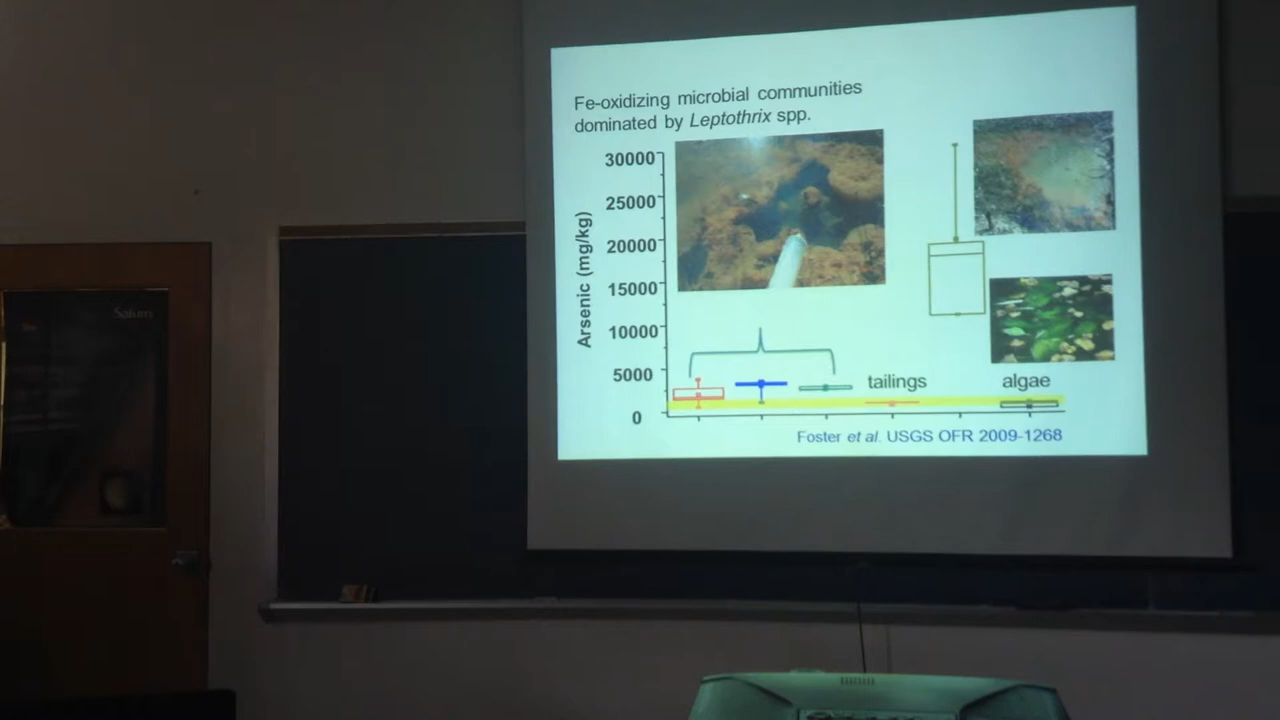 Fe-oxidizing microbial communities
dominated by Leptothrix spp.
30000
25000
20000
15000
10000
5000
0
Arsenic (mg/kg)
tailings
algae
Foster et al. USGS OFR 2009-1268
Saturn